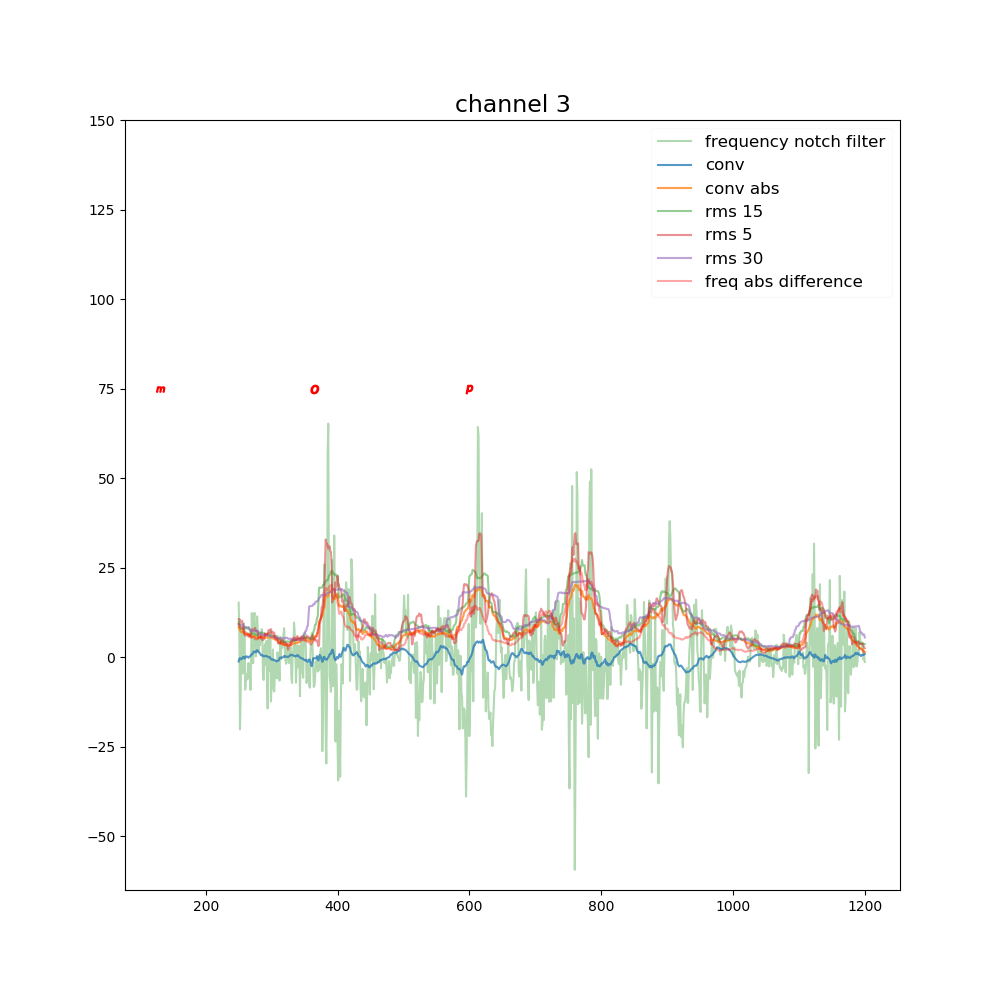 channel 3
150
125
100
75
50
25
0
−25
−50
frequency notch filter
conv
conv abs
rms 15
rms 5
rms 30
freq abs difference
m o p
200 400 600 800 1000 1200